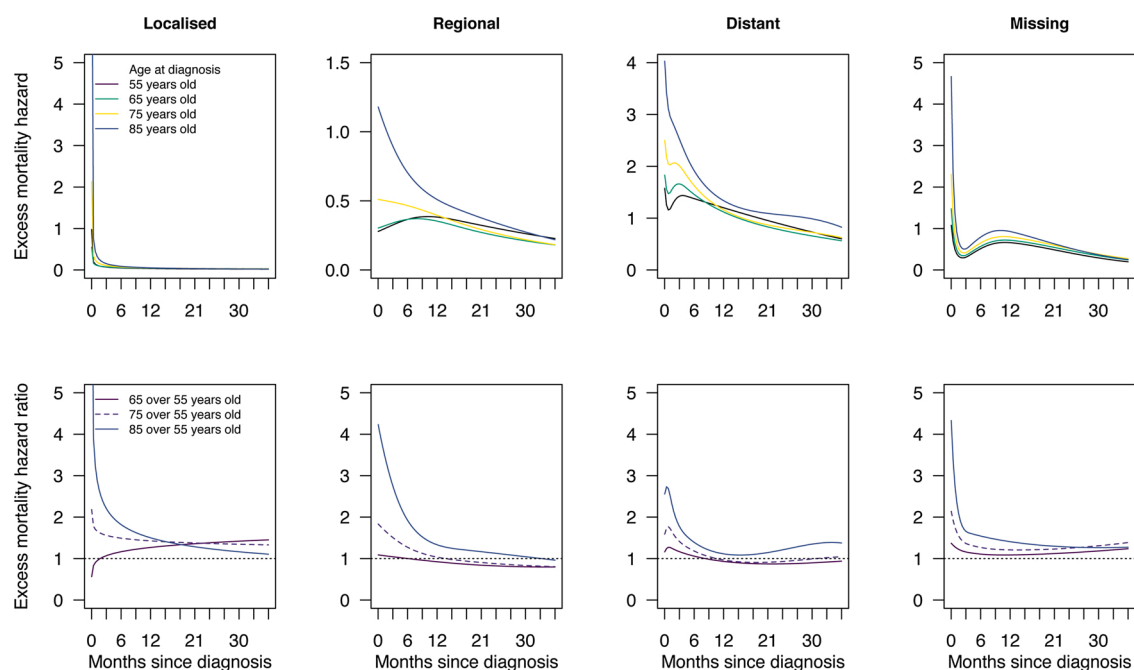 Localised
Regional
Distant
Missing
Excess mortality hazard
5
4
3
2
1
0
Age at diagnosis
55 years old
65 years old
75 years old
85 years old
0 6 12 21 30
1.5
1.0
0.5
0.0
0 6 12 21 30
4
3
2
1
0
0 6 12 21 30
5
4
3
2
1
0
0 6 12 21 30
Excess mortality hazard ratio
5
4
3
2
1
0
65 over 55 years old
75 over 55 years old
85 over 55 years old
0 6 12 21 30
Months since diagnosis
5
4
3
2
1
0
0 6 12 21 30
Months since diagnosis
5
4
3
2
1
0
0 6 12 21 30
Months since diagnosis
5
4
3
2
1
0
0 6 12 21 30
Months since diagnosis